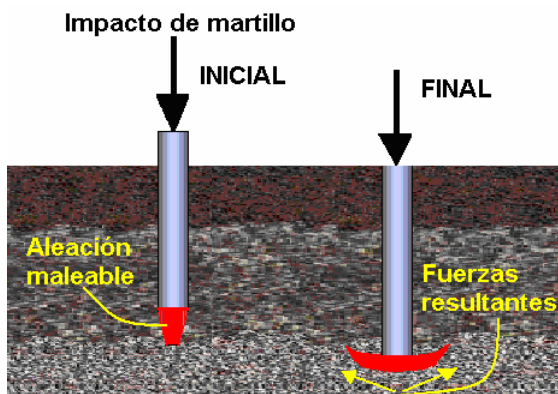 Impacto de martillo
INICIAL
FINAL
Aleación
maleable
Fuerzas
resultantes